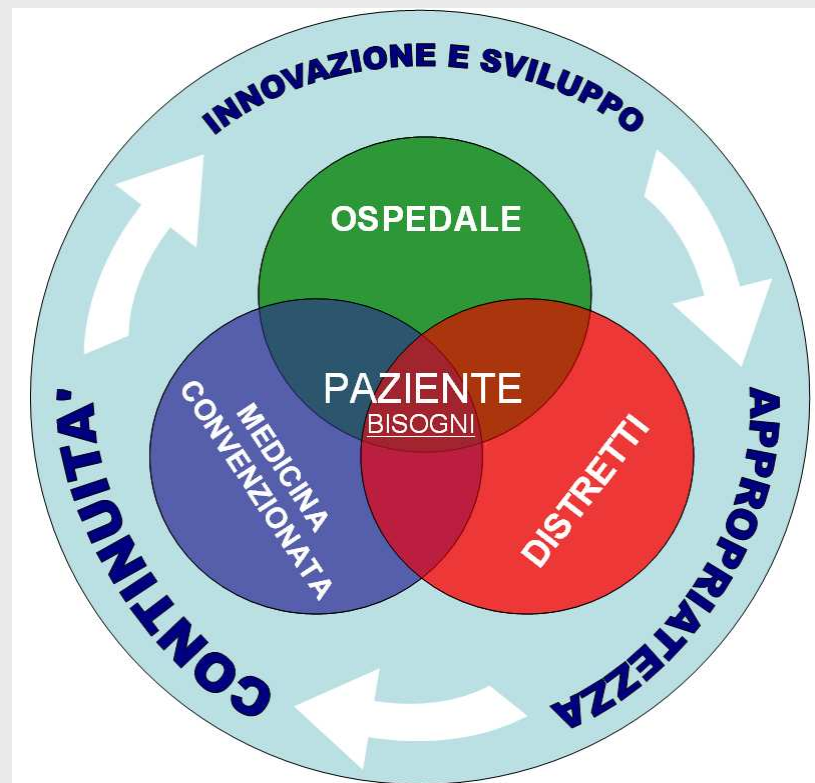 INNOVAZIONE E SVILUPPO
OSPEDALE
PAZIENTE
BISOGNI
MEDICINA
CONVENZIONATA
DISTRETTI
APPROPRIATEZZA
CONTINUITA'